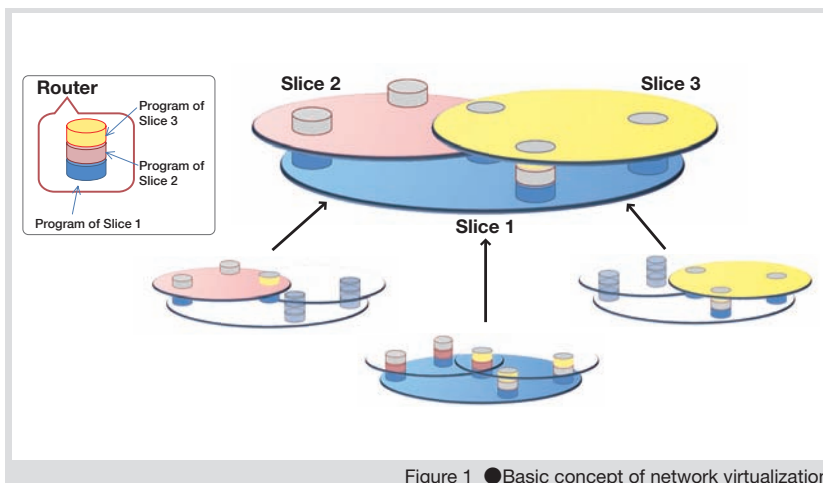 Router
Program of
Slice 3
Program of
Slice 2
Program of Slice 1
Slice 2
Slice 3
Slice 1
Figure 1 ●Basic concept of network virtualization